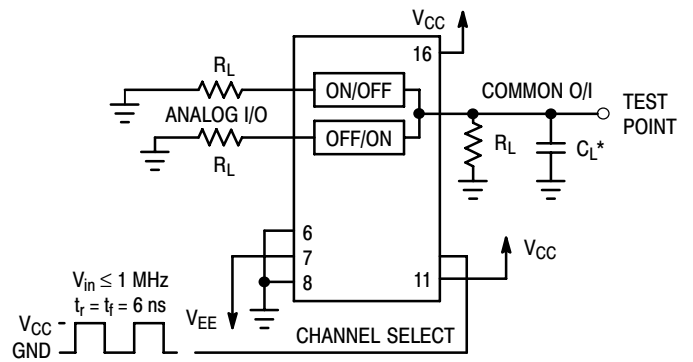 VCC
16
RL
ON/OFF
COMMON O/I
TEST
POINT
ANALOG I/O
OFF/ON
RL
RL
CL*
6
7
8
11
VCC
Vin ≤ 1 MHz
tr = tf = 6 ns
VEE
VCC
GND
CHANNEL SELECT